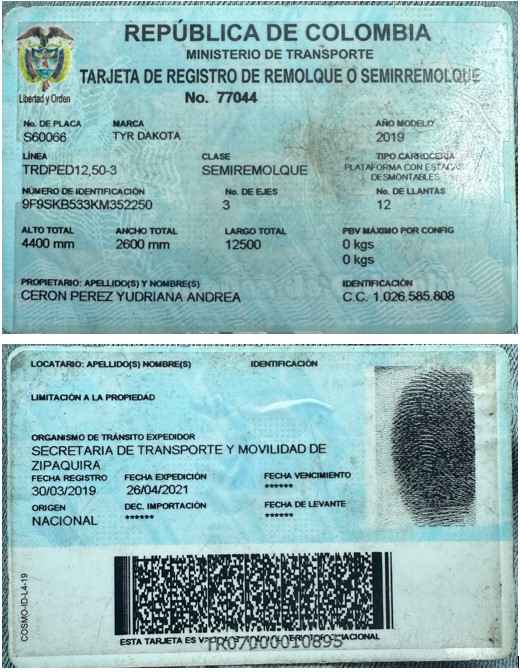 REPÚBLICA DE COLOMBIA
MINISTERIO DE TRANSPORTE
TARJETA DE REGISTRO DE REMOLQUE O SEMIRREMOLQUE
Libertad y Orden
No. 77044
No. DE PLACA MARCA AÑO MODELO
S60066 TYR DAKOTA 2019
LÍNEA CLASE TIPO CARROCERÍA
TRDPED12,50-3 SEMIREMOLQUE PLATAFORMA CON ESTACAS
DESMONTABLES
NÚMERO DE IDENTIFICACIÓN No. DE EJES No. DE LLANTAS
9F9SKB533KM352250 3 12
ALTO TOTAL ANCHO TOTAL LARGO TOTAL PBV MÁXIMO POR CONFIG
4400 mm 2600 mm 12500 0 kgs
0 kgs
PROPIETARIO: APELLIDO(S) Y NOMBRE(S) IDENTIFICACIÓN
CERON PEREZ YUDRIANA ANDREA C.C. 1.026.585.808
LOCATARIO: APELLIDO(S) NOMBRE(S) IDENTIFICACIÓN
LIMITACIÓN A LA PROPIEDAD
ORGANISMO DE TRÁNSITO EXPEDIDOR
SECRETARIA DE TRANSPORTE Y MOVILIDAD DE
ZIPAQUIRA
FECHA REGISTRO FECHA EXPEDICIÓN FECHA VENCIMIENTO
30/03/2019 26/04/2021 ******
ORIGEN DEC. IMPORTACIÓN FECHA DE LEVANTE
NACIONAL ****** ******
COSMO-ID-L4-19
ESTA TARJETA ES
TR07000010895